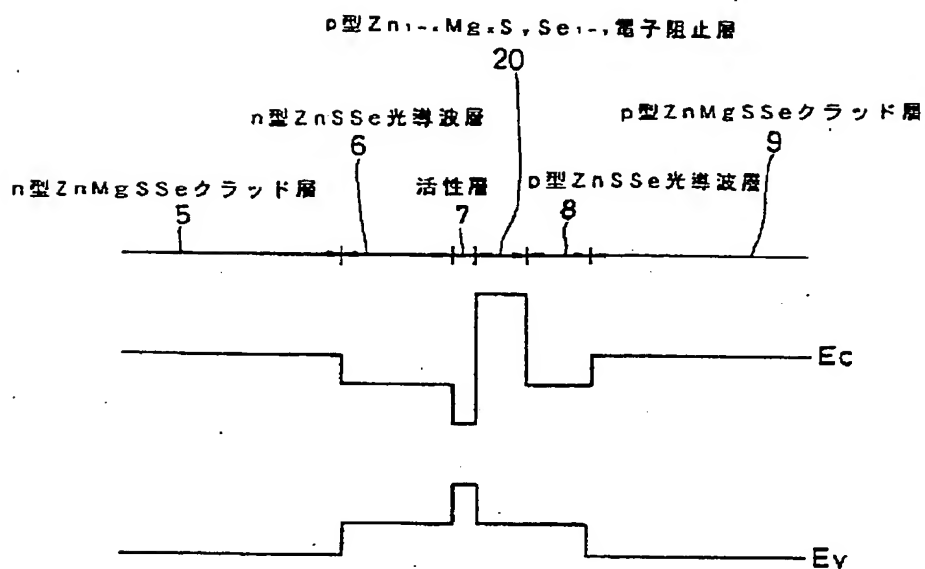 p型Zn₁₋ₓMgₓSᵧSe₁₋ᵧ電子阻止層
20
n型ZnSSe光導波層
6
p型ZnMgSSeクラッド層
9
n型ZnMgSSeクラッド層
5
活性層
7
p型ZnSSe光導波層
8
Ec
Ev